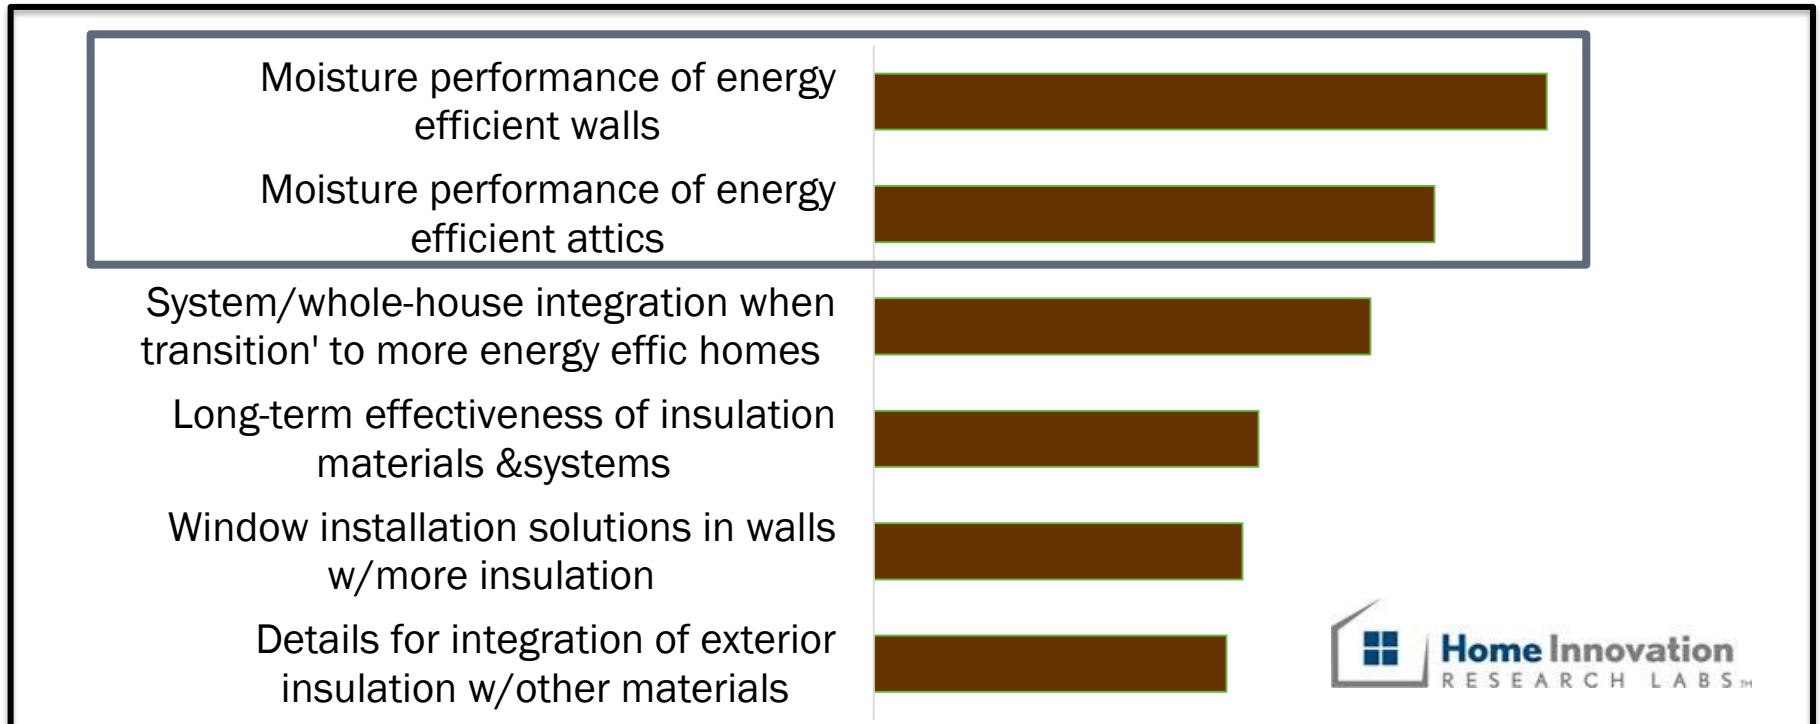 Moisture performance of energy
efficient walls
Moisture performance of energy
efficient attics
System/whole-house integration when
transition' to more energy effic homes
Long-term effectiveness of insulation
materials &systems
Window installation solutions in walls
w/more insulation
Details for integration of exterior
insulation w/other materials
Home Innovation
RESEARCH LABS™